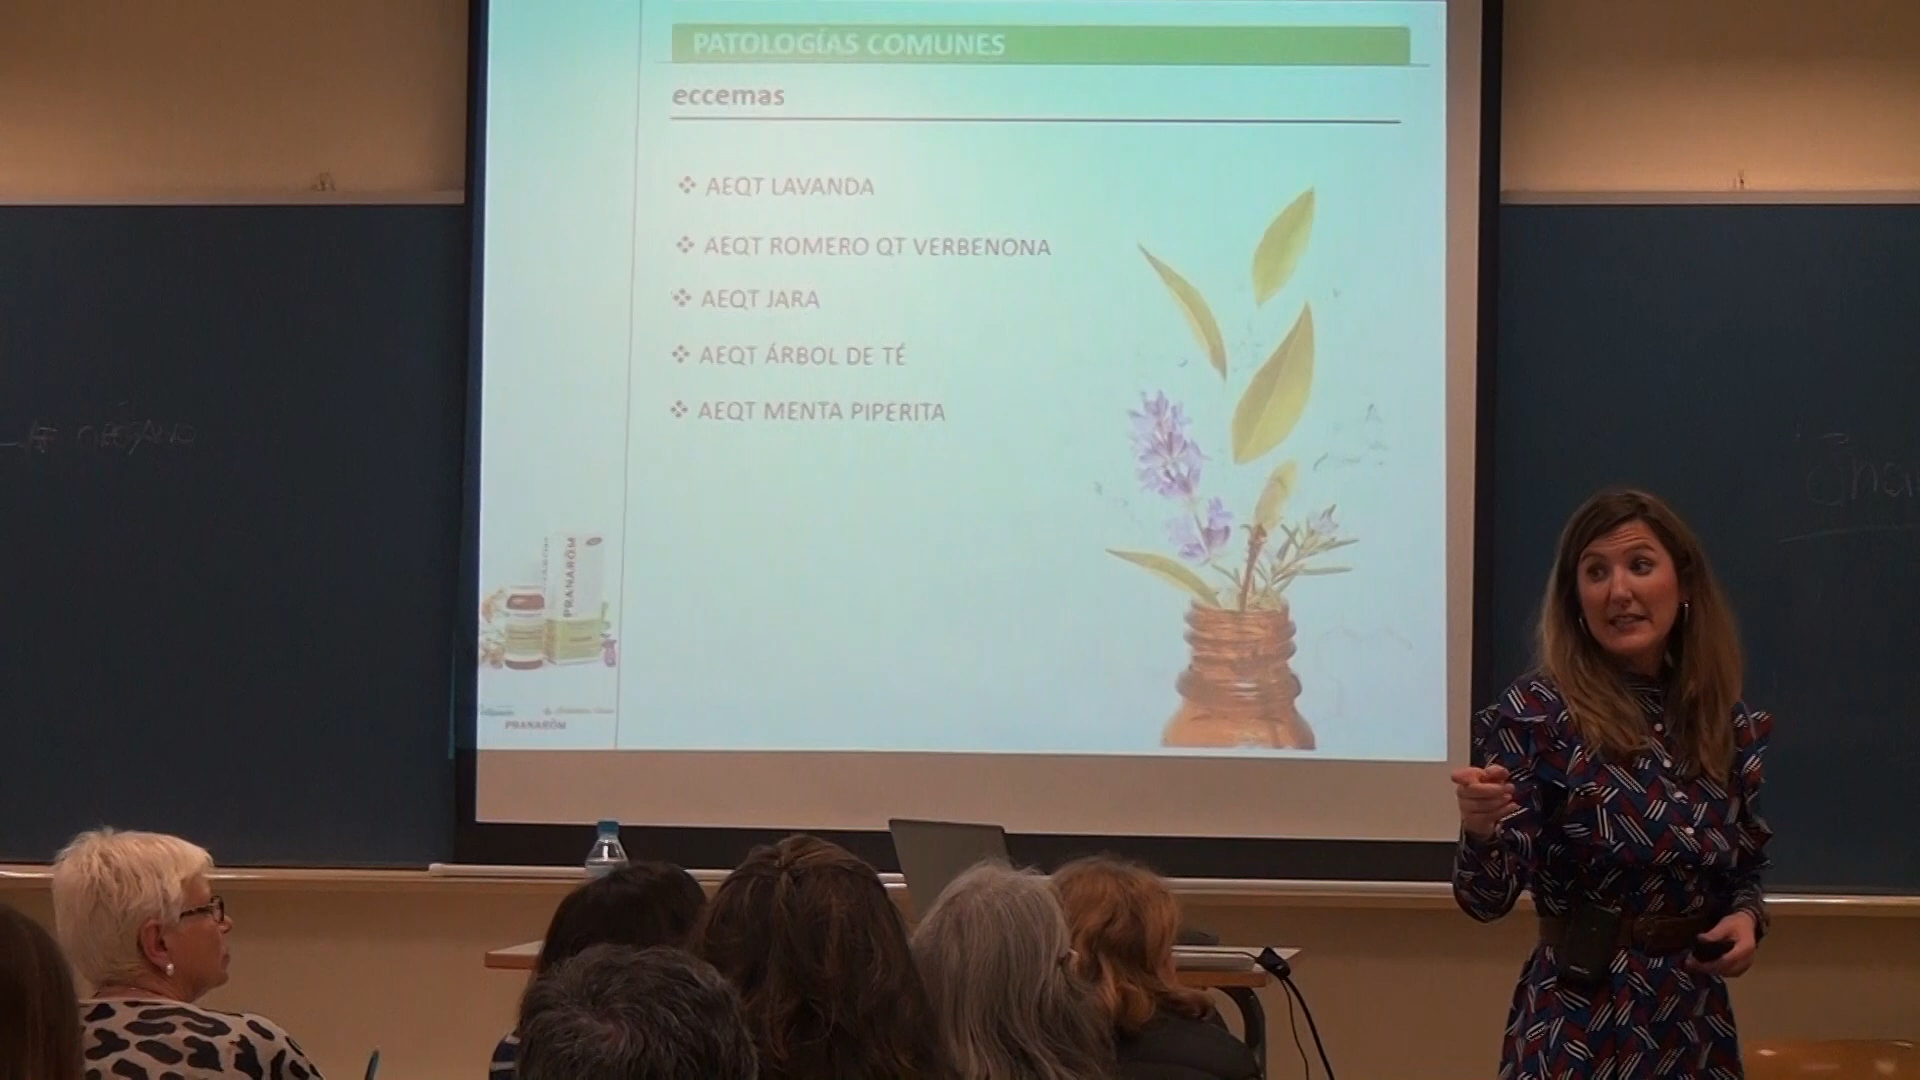 PATOLOGÍAS COMUNES
eccemas
❖ AEQT LAVANDA
❖ AEQT ROMERO QT VERBENONA
❖ AEQT JARA
❖ AEQT ÁRBOL DE TÉ
❖ AEQT MENTA PIPERITA
PRANARÔM
PRANARÔM